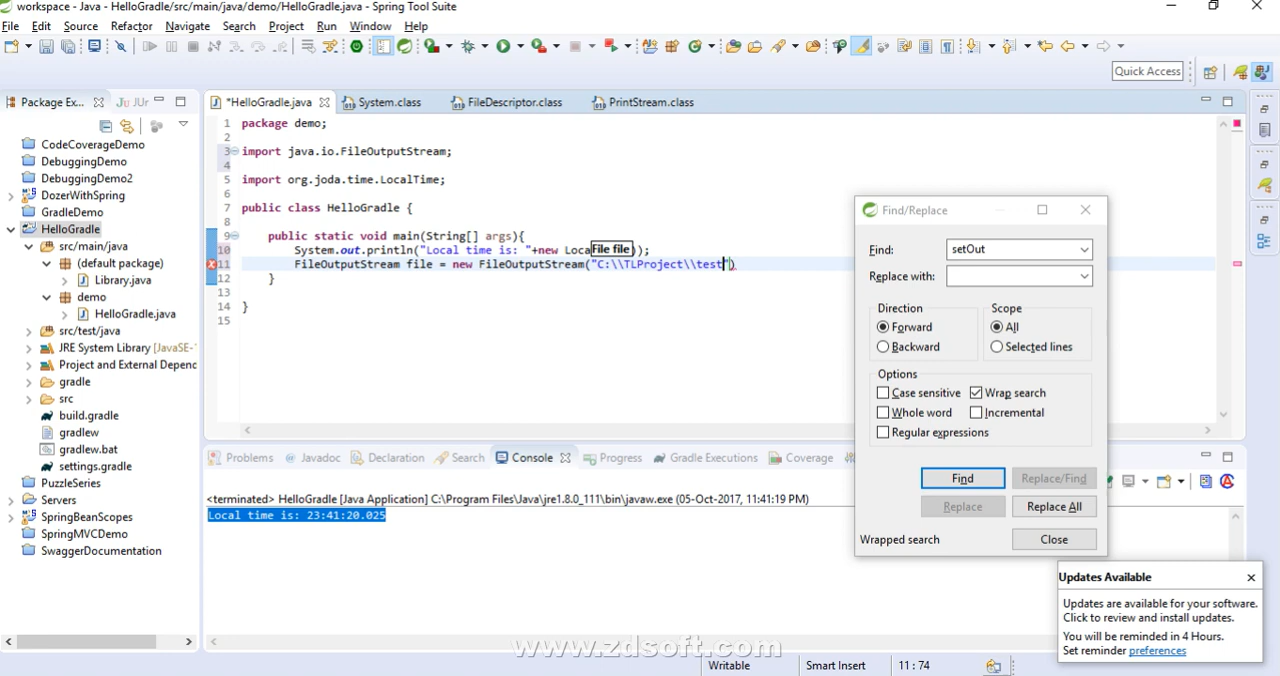 workspace - Java - HelloGradle/src/main/java/demo/HelloGradle.java - Spring Tool Suite
File Edit Source Refactor Navigate Search Project Run Window Help
Quick Access
Package Ex... Ju JUr
*HelloGradle.java System.class FileDescriptor.class PrintStream.class
CodeCoverageDemo
DebuggingDemo
DebuggingDemo2
DozerWithSpring
GradleDemo
HelloGradle
src/main/java
(default package)
Library.java
demo
HelloGradle.java
src/test/java
JRE System Library [JavaSE-
Project and External Depend
gradle
src
build.gradle
gradlew
gradlew.bat
settings.gradle
PuzzleSeries
Servers
SpringBeanScopes
SpringMVCDemo
SwaggerDocumentation
1 package demo;
2
3 import java.io.FileOutputStream;
4
5 import org.joda.time.LocalTime;
6
7 public class HelloGradle {
8
9 public static void main(String[] args){
10 System.out.println("Local time is: "+new Loca File file ));
11 FileOutputStream file = new FileOutputStream("C:\\TLProject\\test")
12 }
13
14 }
15
Find/Replace
Find: setOut
Replace with:
Direction Scope
Forward All
Backward Selected lines
Options
Case sensitive Wrap search
Whole word Incremental
Regular expressions
Find Replace/Find
Replace Replace All
Wrapped search Close
Problems Javadoc Declaration Search Console Progress Gradle Executions Coverage
<terminated> HelloGradle [Java Application] C:\Program Files\Java\jre1.8.0_111\bin\javaw.exe (05-Oct-2017, 11:41:19 PM)
Local time is: 23:41:20.025
Updates Available
Updates are available for your software.
Click to review and install updates.
You will be reminded in 4 Hours.
Set reminder preferences
www.zdsoft.com
Writable Smart Insert 11 : 74